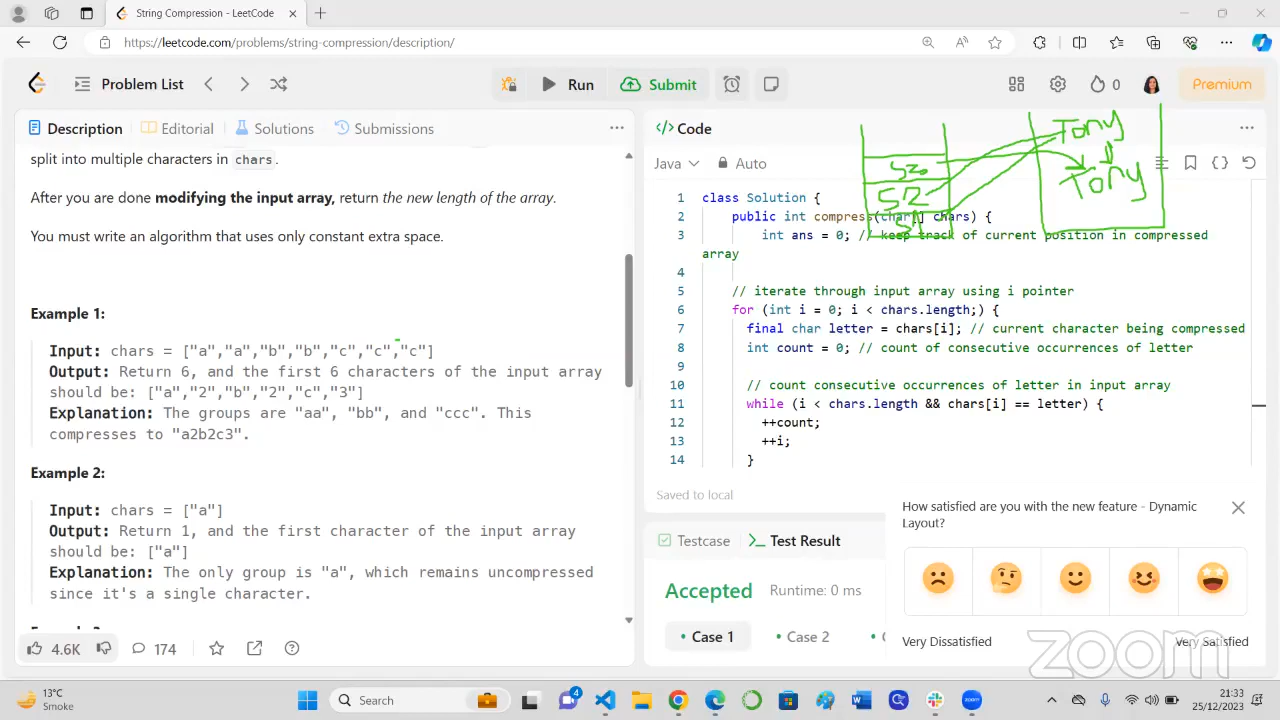 String Compression - LeetCode
https://leetcode.com/problems/string-compression/description/
Problem List
Run
Submit
0
Premium
Description
Editorial
Solutions
Submissions
split into multiple characters in chars.
After you are done modifying the input array, return the new length of the array.
You must write an algorithm that uses only constant extra space.
Example 1:
Input: chars = ["a","a","b","b","c","c","c"]
Output: Return 6, and the first 6 characters of the input array
should be: ["a","2","b","2","c","3"]
Explanation: The groups are "aa", "bb", and "ccc". This
compresses to "a2b2c3".
Example 2:
Input: chars = ["a"]
Output: Return 1, and the first character of the input array
should be: ["a"]
Explanation: The only group is "a", which remains uncompressed
since it's a single character.
4.6K
174
Code
Java
Auto
Tony
Tony
1 class Solution {
2 public int compress(char[] chars) {
3 int ans = 0; // keep track of current position in compressed
array
4
5 // iterate through input array using i pointer
6 for (int i = 0; i < chars.length;) {
7 final char letter = chars[i]; // current character being compressed
8 int count = 0; // count of consecutive occurrences of letter
9
10 // count consecutive occurrences of letter in input array
11 while (i < chars.length && chars[i] == letter) {
12 ++count;
13 ++i;
14 }
Saved to local
Testcase
Test Result
Accepted
Runtime: 0 ms
Case 1
Case 2
How satisfied are you with the new feature - Dynamic
Layout?
Very Dissatisfied
Very Satisfied
zoom
13°C
Smoke
Search
4
zoom
21:33
25/12/2023